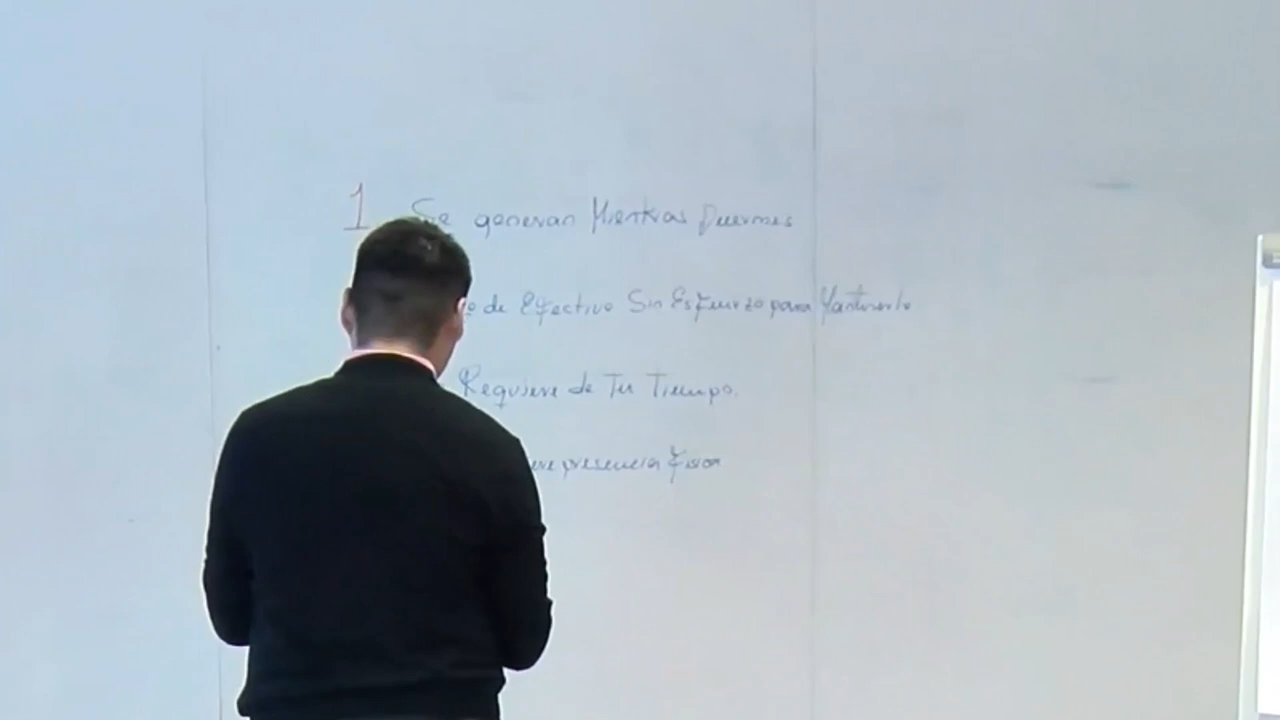 1 Se generan Mientras Duermes
de Efectivo Sin Esfuerzo para Mantenerlo
Requiere de Tu Tiempo.
presencia física